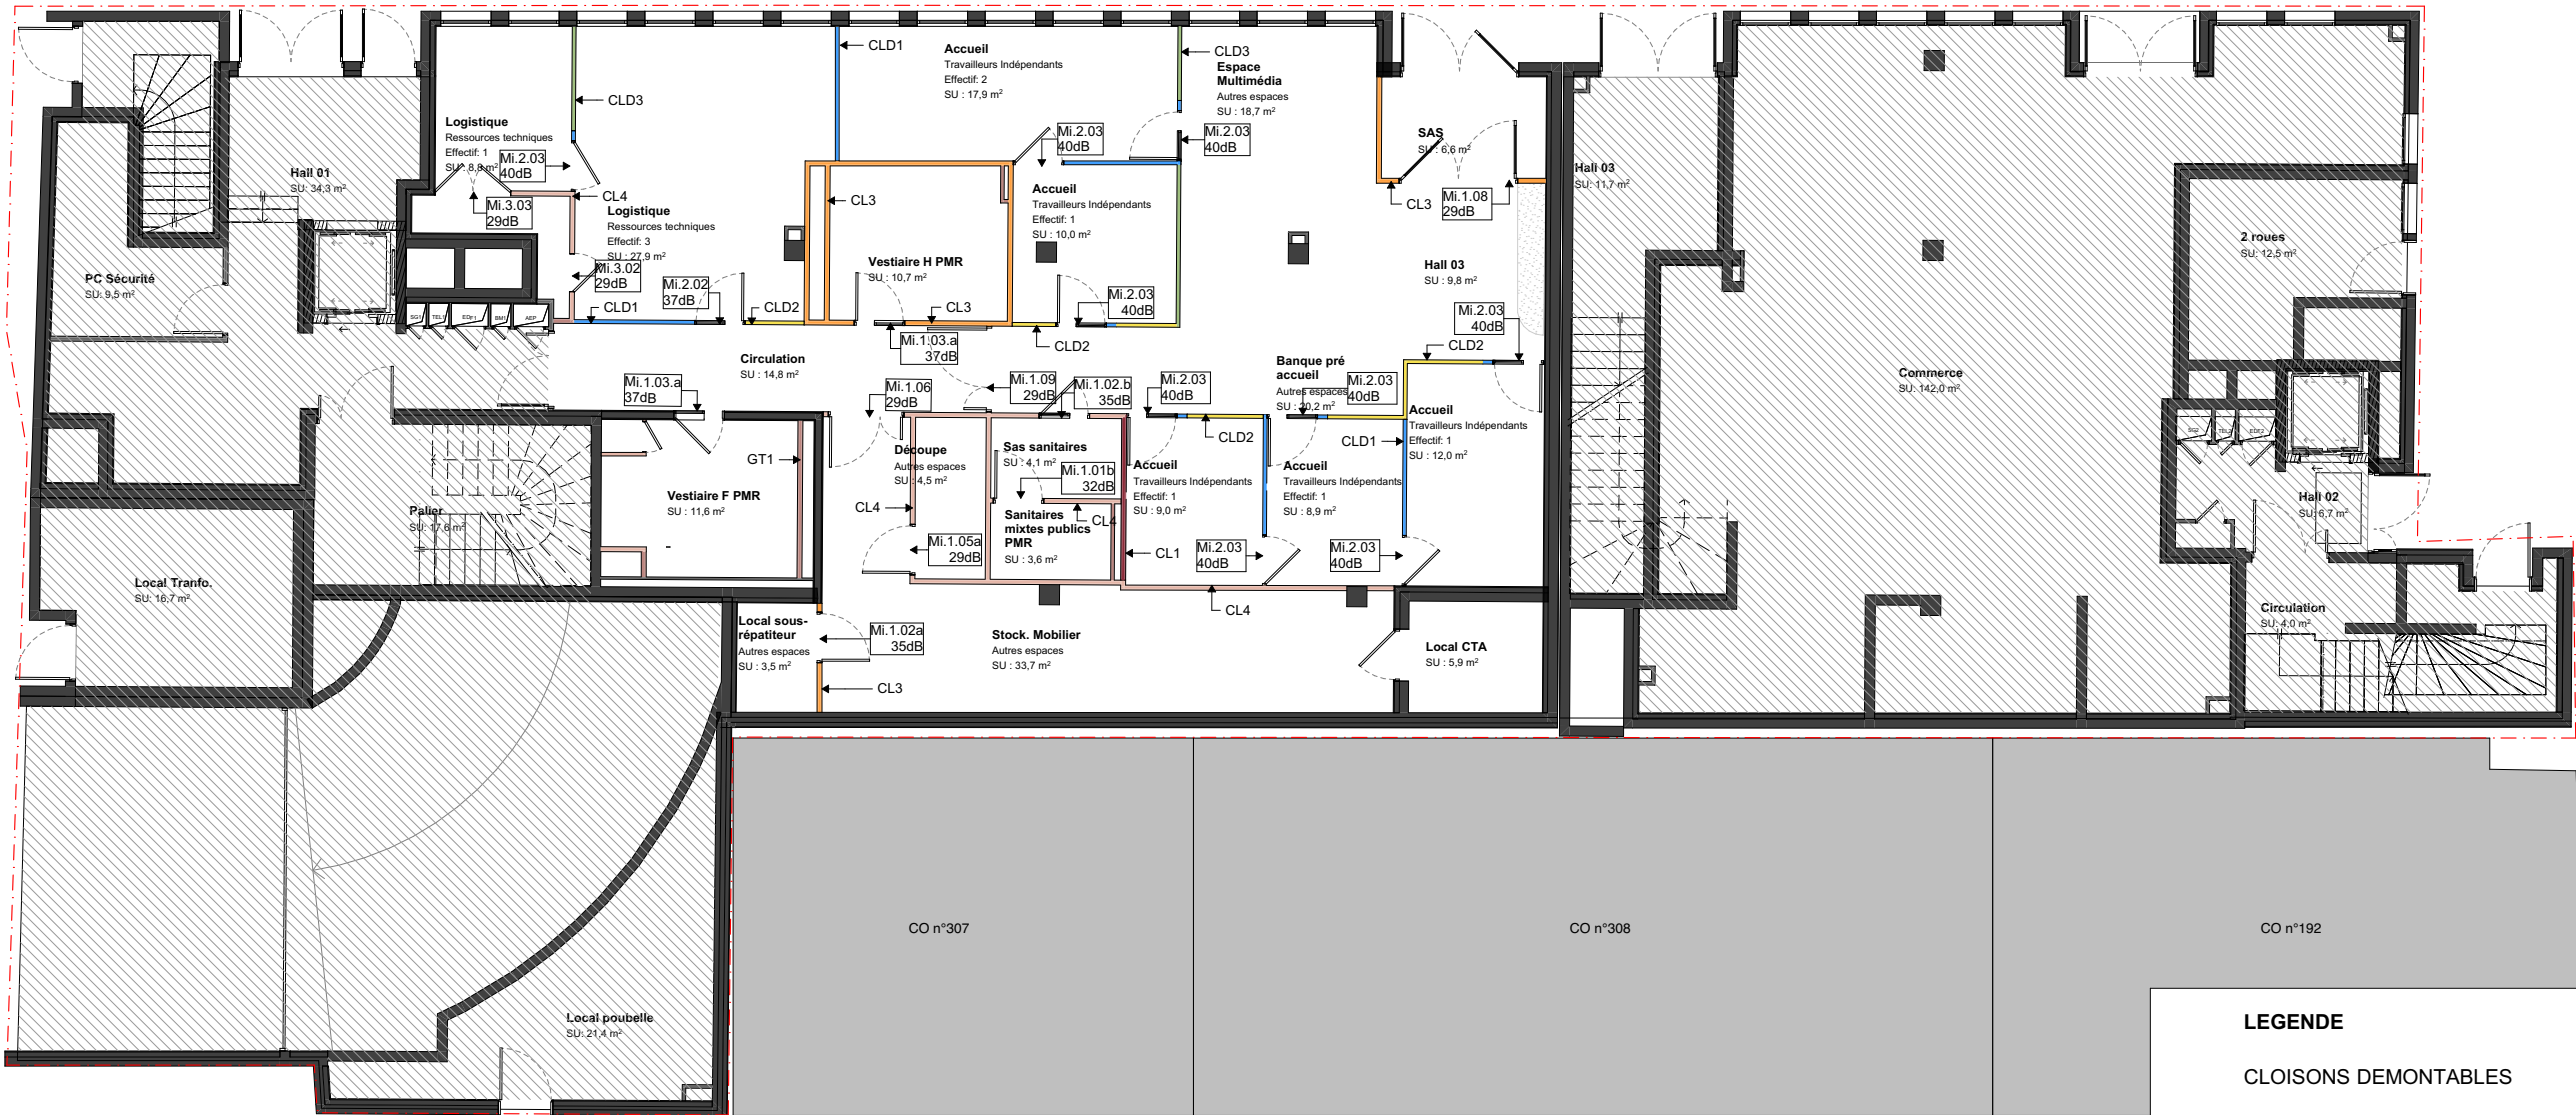 CLD1
Accueil
Travailleurs Indépendants
Effectif: 2
SU : 17,9 m²
CLD3
Espace
Multimédia
Autres espaces
SU : 18,7 m²
CLD3
Logistique
Ressources techniques
Effectif: 1
SU : 8,8 m²
Mi.2.03
40dB
Mi.2.03
40dB
Mi.2.03
40dB
SAS
SU : 6,6 m²
Hall 01
SU: 34,3 m²
Mi.3.03
29dB
CL4
Logistique
Ressources techniques
Effectif: 3
SU : 27,9 m²
CL3
Accueil
Travailleurs Indépendants
Effectif: 1
SU : 10,0 m²
CL3
Mi.1.08
29dB
Hall 03
SU: 11,7 m²
2 roues
SU: 12,5 m²
PC Sécurité
SU: 9,5 m²
Mi.3.02
29dB
Vestiaire H PMR
SU : 10,7 m²
Hall 03
SU : 9,8 m²
Mi.2.02
37dB
CLD1
CLD2
CL3
Mi.2.03
40dB
Mi.2.03
40dB
SG1
TEL1
EDF1
BM1
AEP
Mi.1.03.a
37dB
CLD2
CLD2
Circulation
SU : 14,8 m²
Banque pré
accueil
Autres espaces
SU : 20,2 m²
Commerce
SU: 142,0 m²
Mi.1.03.a
37dB
Mi.1.06
29dB
Mi.1.09
29dB
Mi.1.02.b
35dB
Mi.2.03
40dB
Mi.2.03
40dB
Accueil
Travailleurs Indépendants
Effectif: 1
SU : 12,0 m²
SG2
TEL2
EDF2
CLD2
CLD1
GT1
Découpe
Autres espaces
SU : 4,5 m²
Sas sanitaires
SU : 4,1 m²
Mi.1.01b
32dB
Accueil
Travailleurs Indépendants
Effectif: 1
SU : 9,0 m²
Accueil
Travailleurs Indépendants
Effectif: 1
SU : 8,9 m²
Vestiaire F PMR
SU : 11,6 m²
Hall 02
SU: 6,7 m²
Palier
SU: 17,6 m²
CL4
Sanitaires
mixtes publics
PMR
SU : 3,6 m²
CL4
Mi.1.05a
29dB
CL1
Mi.2.03
40dB
Mi.2.03
40dB
Local Tranfo.
SU: 16,7 m²
CL4
Circulation
SU: 4,0 m²
Local sous-
répatiteur
Autres espaces
SU : 3,5 m²
Mi.1.02a
35dB
Stock. Mobilier
Autres espaces
SU : 33,7 m²
Local CTA
SU : 5,9 m²
CL3
CO n°307
CO n°308
CO n°192
Local poubelle
SU: 21,4 m²
LEGENDE
CLOISONS DEMONTABLES